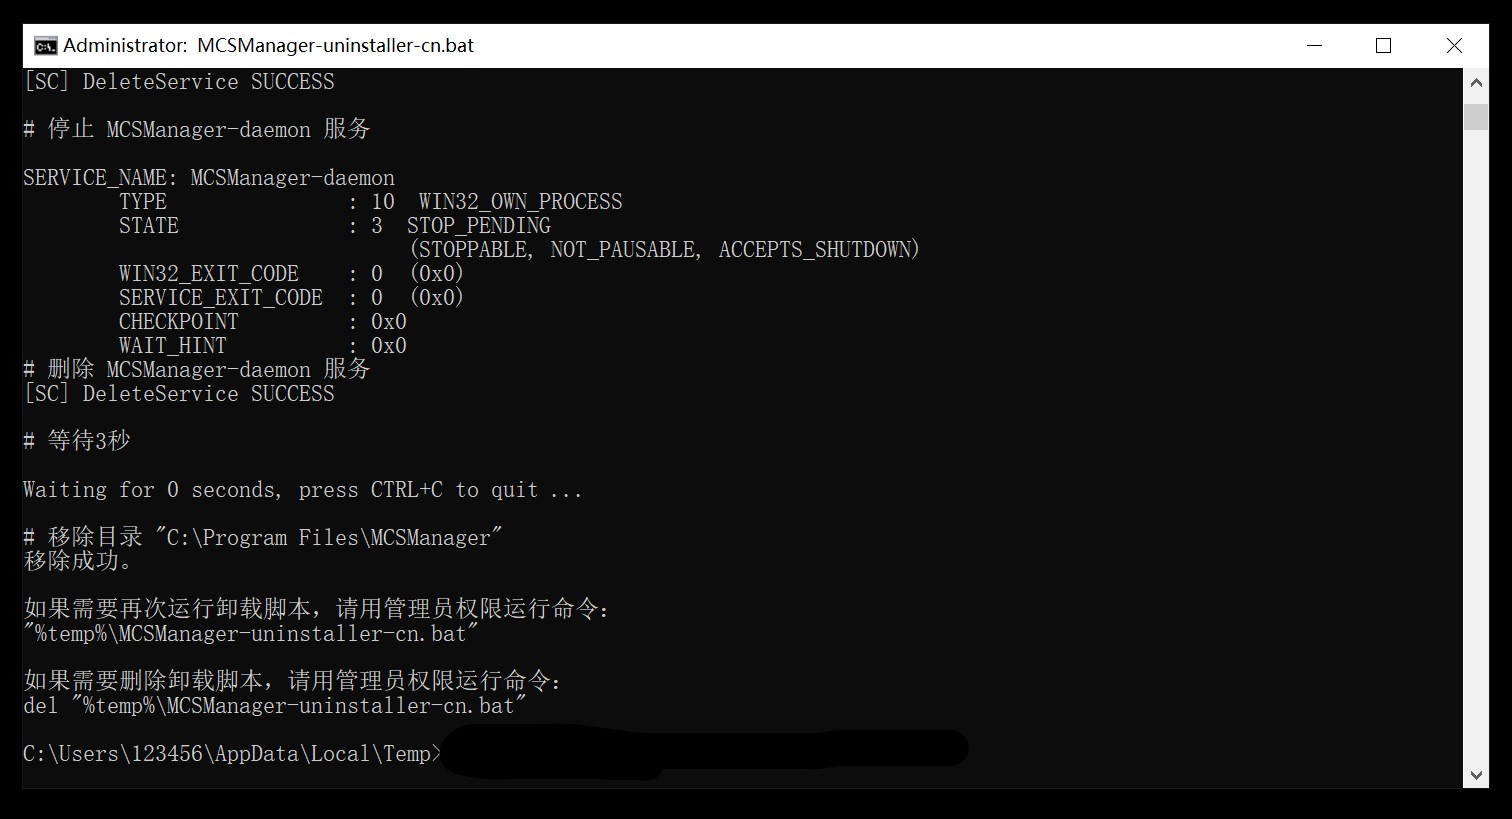 Administrator:  MCSManager-uninstaller-cn.bat
[SC] DeleteService SUCCESS
# 停止 MCSManager-daemon 服务
SERVICE_NAME: MCSManager-daemon
TYPE : 10 WIN32_OWN_PROCESS
STATE : 3 STOP_PENDING
(STOPPABLE, NOT_PAUSABLE, ACCEPTS_SHUTDOWN)
WIN32_EXIT_CODE : 0 (0x0)
SERVICE_EXIT_CODE : 0 (0x0)
CHECKPOINT : 0x0
WAIT_HINT : 0x0
# 删除 MCSManager-daemon 服务
[SC] DeleteService SUCCESS
# 等待3秒
Waiting for 0 seconds, press CTRL+C to quit ...
# 移除目录 "C:\Program Files\MCSManager"
移除成功。
如果需要再次运行卸载脚本，请用管理员权限运行命令：
"%temp%\MCSManager-uninstaller-cn.bat"
如果需要删除卸载脚本，请用管理员权限运行命令：
del "%temp%\MCSManager-uninstaller-cn.bat"
C:\Users\123456\AppData\Local\Temp>